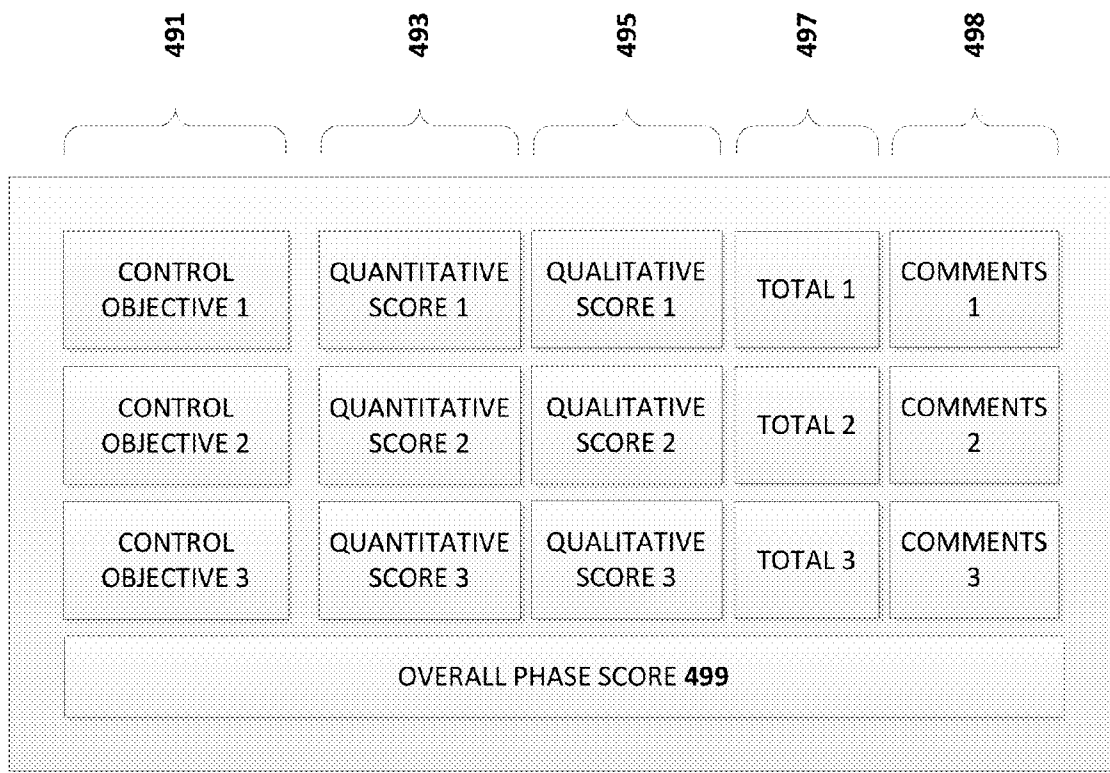 491
493
495
497
498
CONTROL
OBJECTIVE 1
QUANTITATIVE
SCORE 1
QUALITATIVE
SCORE 1
TOTAL 1
COMMENTS
1
CONTROL
OBJECTIVE 2
QUANTITATIVE
SCORE 2
QUALITATIVE
SCORE 2
TOTAL 2
COMMENTS
2
CONTROL
OBJECTIVE 3
QUANTITATIVE
SCORE 3
QUALITATIVE
SCORE 3
TOTAL 3
COMMENTS
3
OVERALL PHASE SCORE 499